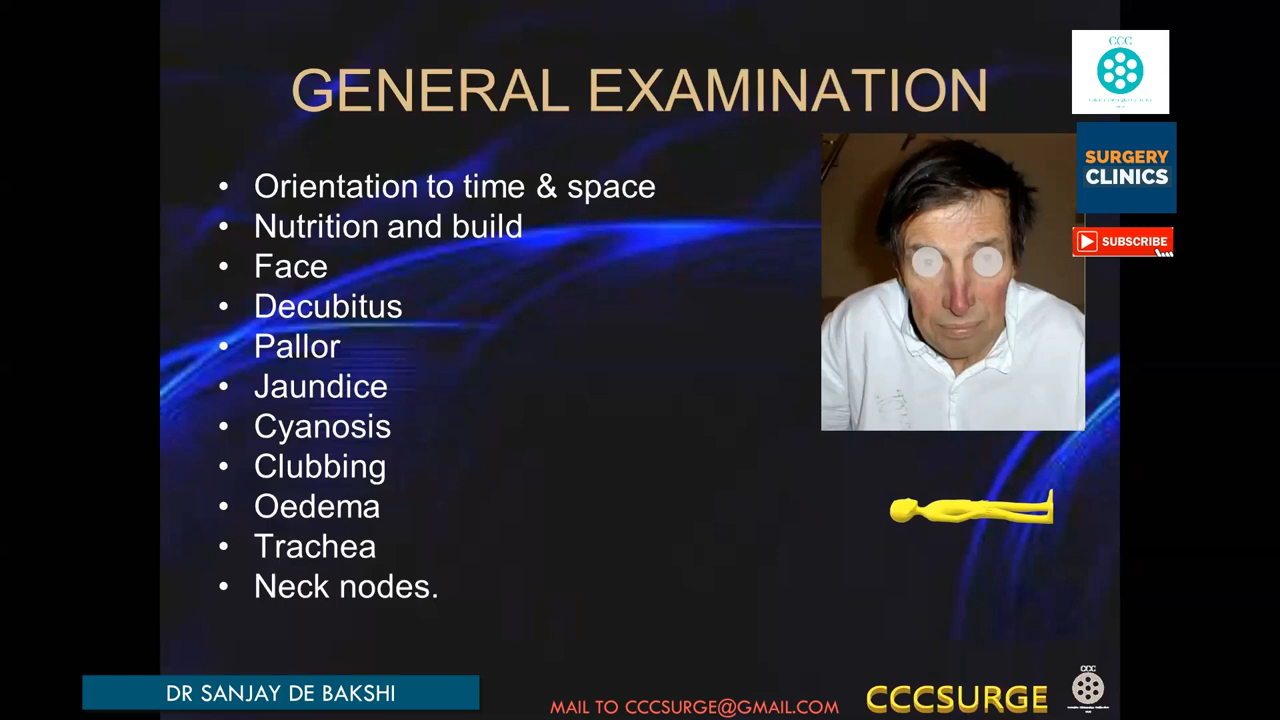 GENERAL EXAMINATION
• Orientation to time & space
• Nutrition and build
• Face
• Decubitus
• Pallor
• Jaundice
• Cyanosis
• Clubbing
• Oedema
• Trachea
• Neck nodes.
CCC
SURGERY
CLINICS
SUBSCRIBE
DR SANJAY DE BAKSHI
MAIL TO CCCSURGE@GMAIL.COM
CCCSURGE
CCC